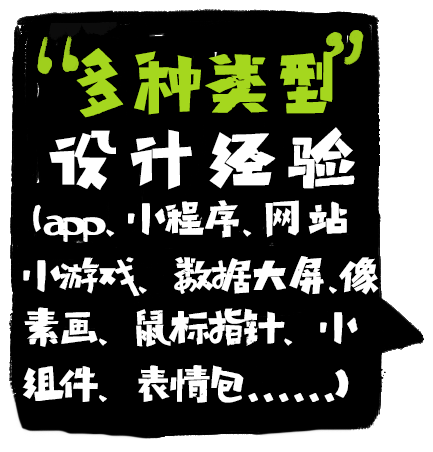 “多种类型”
设计经验
(app、小程序、网站
小游戏、数据大屏、像
素画、鼠标指针、小
组件、表情包......)